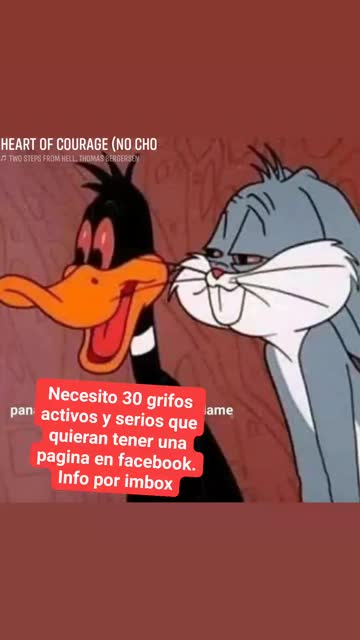 HEART OF COURAGE (NO CHO
♫ TWO STEPS FROM HELL, THOMAS BERGERSEN
Necesito 30 grifos
activos y serios que
quieran tener una
pagina en facebook.
Info por imbox